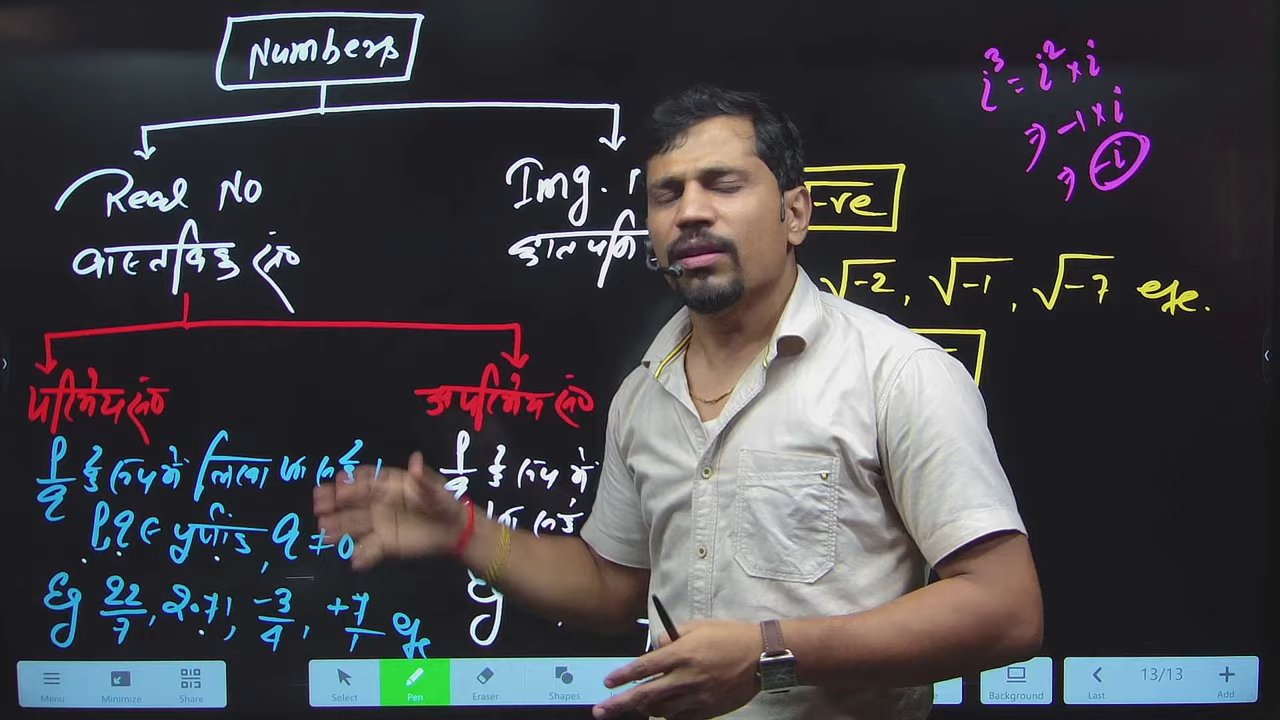 Numbers
i³ = i² × i
⇒ -1 × i
⇒ -i
Real No
Img.
-ve
वास्तविक सं०
√-2, √-1, √-7 etc.
परिमेय सं०
अपरिमेय सं०
P/q के रूप में लिखा जा सके
P/q के रूप में
P,q ∈ पूर्णांक, q ≠ 0
Eg 22/7, 2.7, -3/4, +7/1 etc
Eg
Menu
Minimize
Share
Select
Pen
Eraser
Shapes
Background
Last
13/13
Add